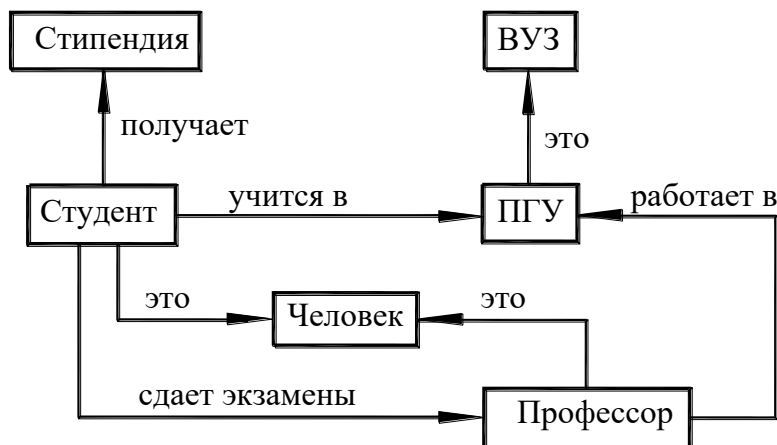 Стипендия
ВУЗ
получает
это
Студент
учится в
ПГУ
работает в
это
Человек
это
сдает экзамены
Профессор